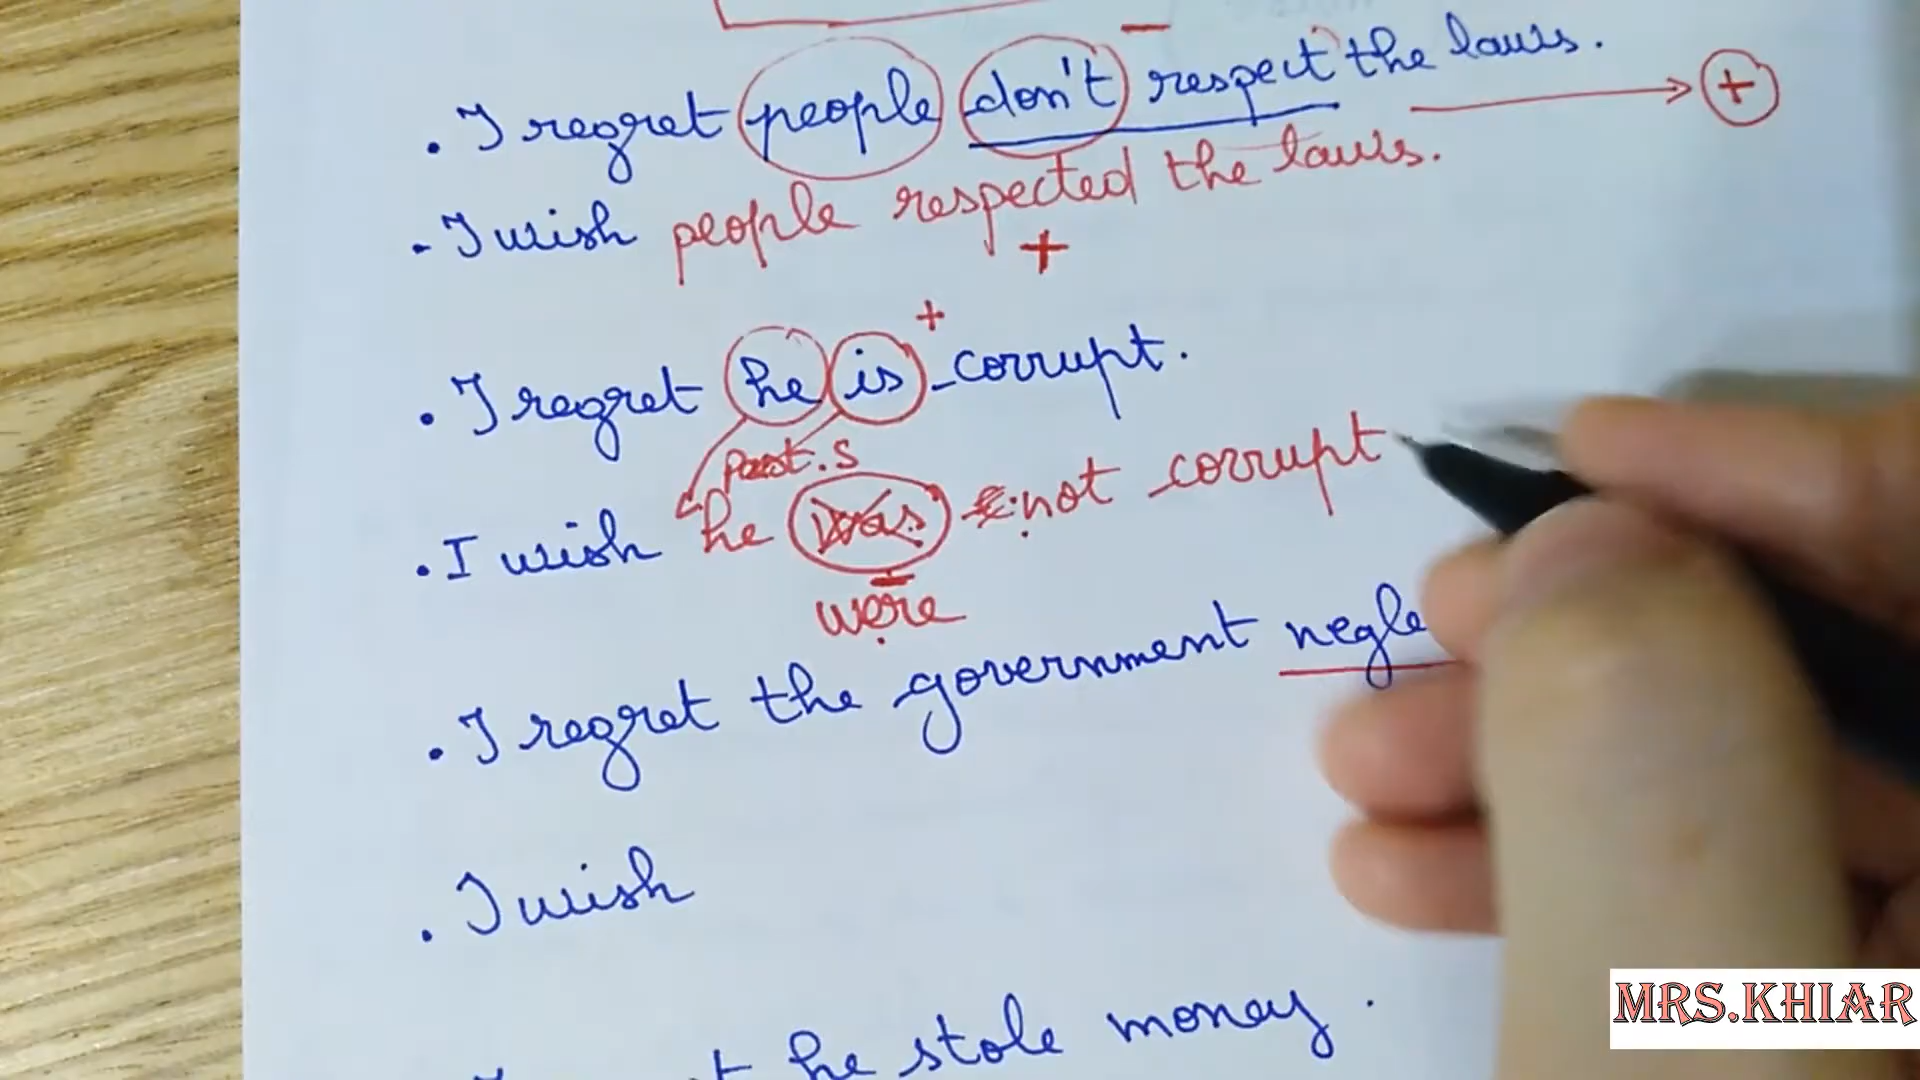 . I regret people don't respect the laws. +
- I wish people respected the laws.
+
+
. I regret he is corrupt.
past.s
. I wish he was not corrupt
were
. I regret the government negle
. I wish
he stole money.
MRS.KHIAR